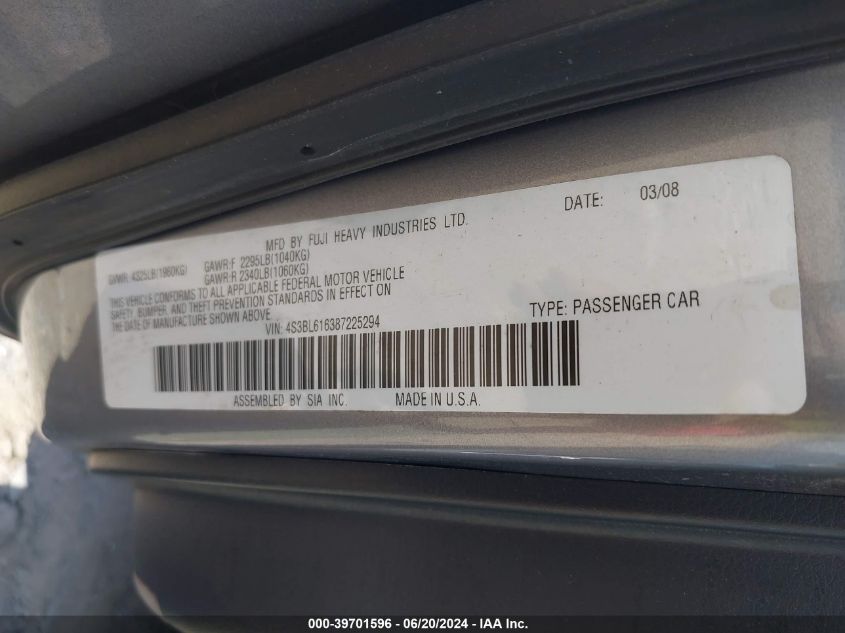 MFD BY FUJI HEAVY INDUSTRIES LTD. DATE: 03/08
GVWR: 4325LB(1960KG) GAWR:F 2295LB(1040KG)
GAWR:R 2340LB(1060KG)
THIS VEHICLE CONFORMS TO ALL APPLICABLE FEDERAL MOTOR VEHICLE
SAFETY, BUMPER, AND THEFT PREVENTION STANDARDS IN EFFECT ON
THE DATE OF MANUFACTURE SHOWN ABOVE
VIN: 4S3BL616387225294 TYPE: PASSENGER CAR
ASSEMBLED BY SIA INC. MADE IN U.S.A.
000-39701596 - 06/20/2024 - IAA Inc.